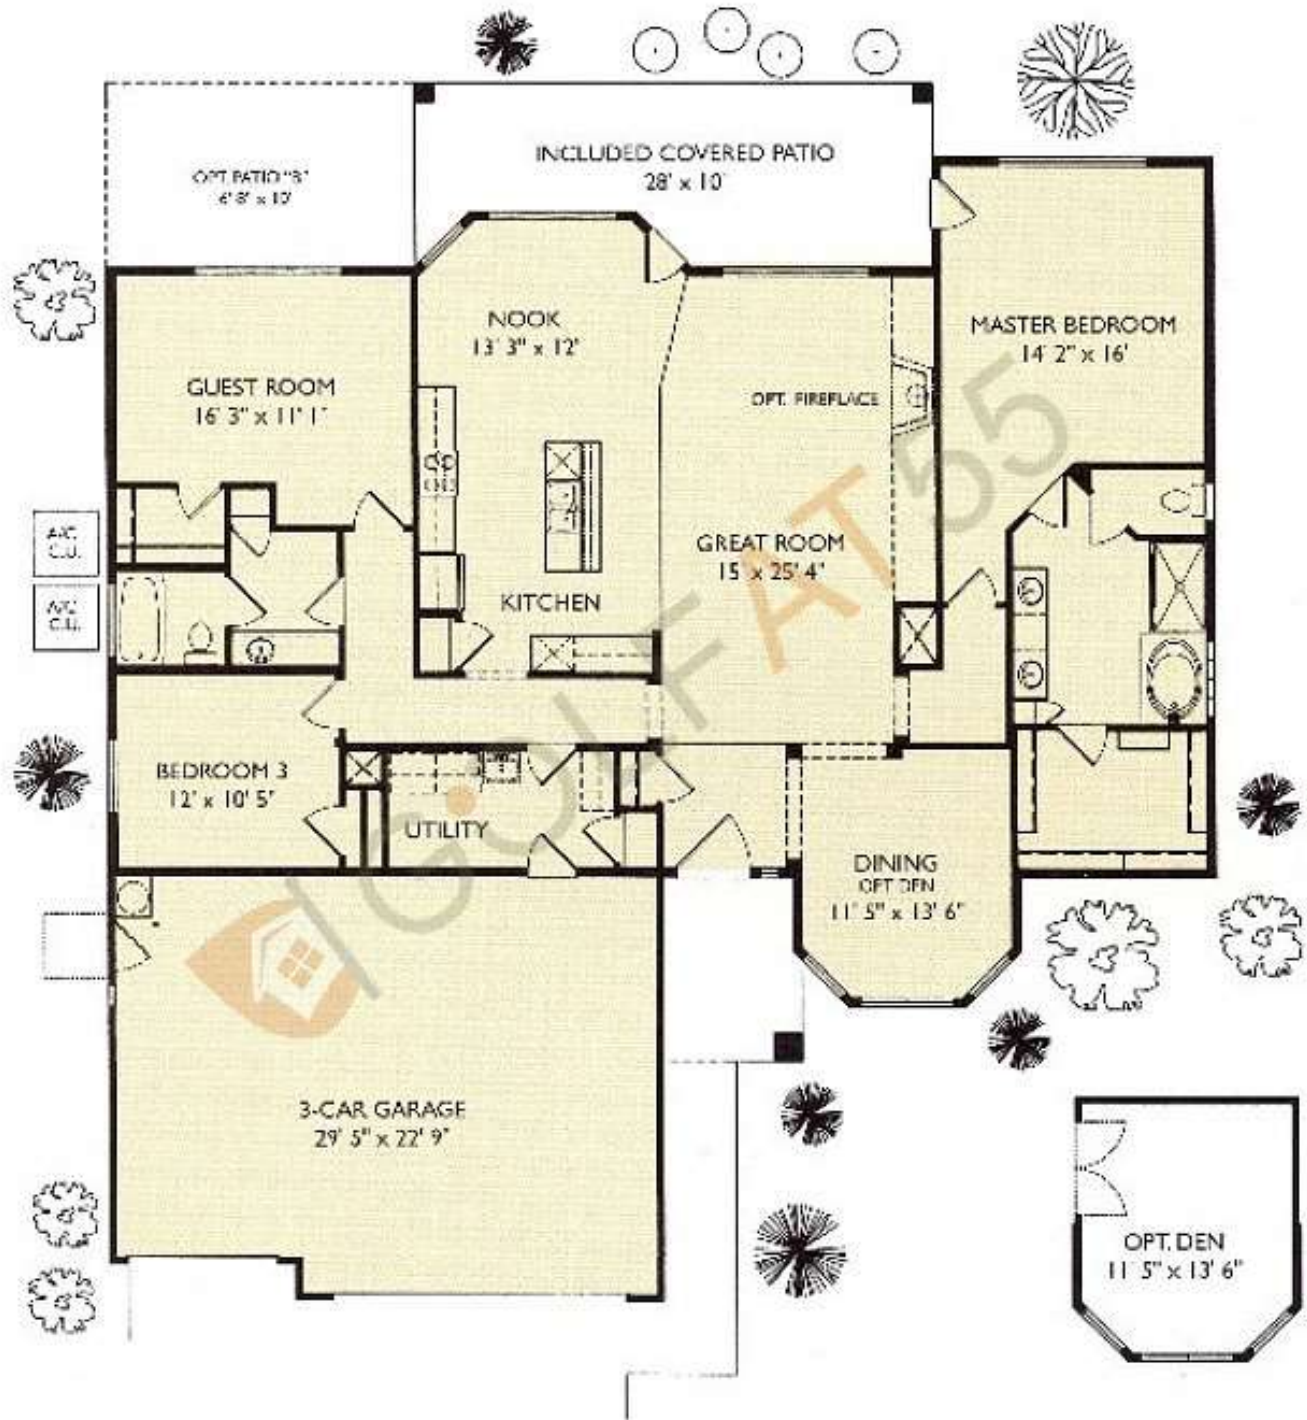 INCLUDED COVERED PATIO
28' x 10'
OPT. PATIO "B"
6' 8" x 10'
NOOK
13' 3" x 12'
MASTER BEDROOM
14' 2" x 16'
GUEST ROOM
16' 3" x 11' 1"
OPT. FIREPLACE
A/C
C.U.
GREAT ROOM
15' x 25' 4"
A/C
C.U.
KITCHEN
BEDROOM 3
12' x 10' 5"
UTILITY
DINING
OPT DEN
11' 5" x 13' 6"
3-CAR GARAGE
29' 5" x 22' 9"
OPT. DEN
11' 5" x 13' 6"
IGOLFAT55